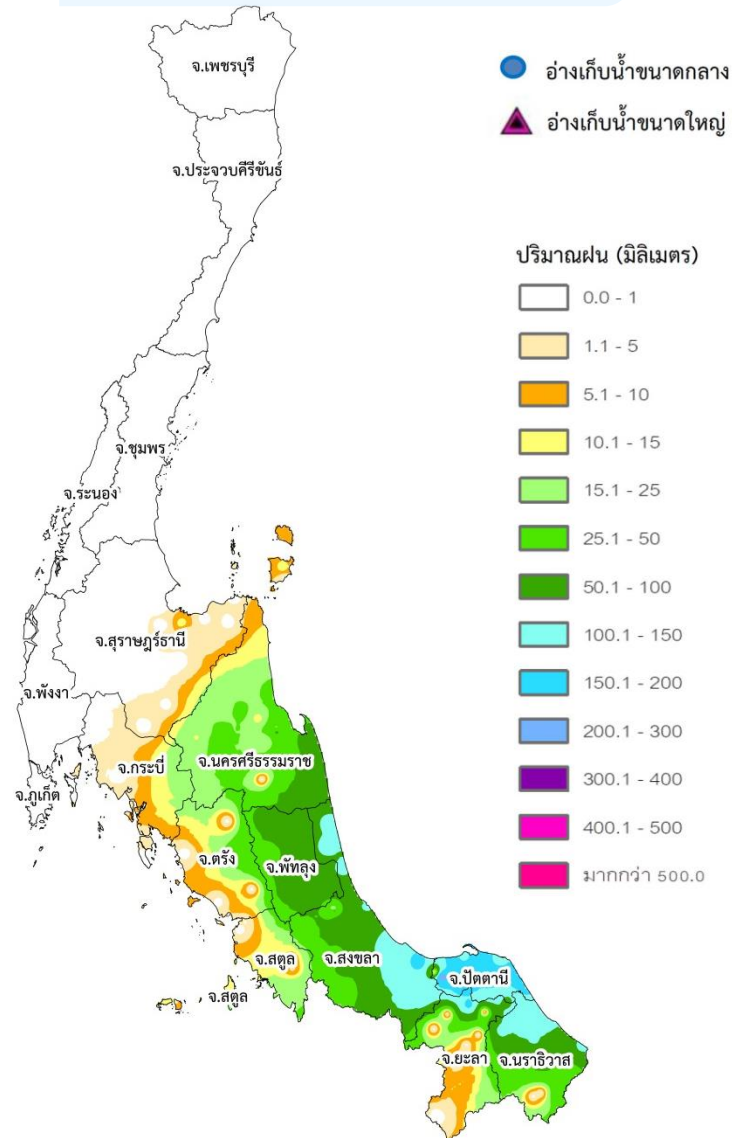 จ.เพชรบุรี
อ่างเก็บน้ำขนาดกลาง
อ่างเก็บน้ำขนาดใหญ่
จ.ประจวบคีรีขันธ์
ปริมาณฝน (มิลิเมตร)
0.0 - 1
1.1 - 5
5.1 - 10
10.1 - 15
15.1 - 25
25.1 - 50
50.1 - 100
100.1 - 150
150.1 - 200
200.1 - 300
300.1 - 400
400.1 - 500
มากกว่า 500.0
จ.ชุมพร
จ.ระนอง
จ.สุราษฎร์ธานี
จ.พังงา
จ.กระบี่
จ.นครศรีธรรมราช
จ.ภูเก็ต
จ.ตรัง
จ.พัทลุง
จ.สตูล
จ.สงขลา
จ.ปัตตานี
จ.สตูล
จ.ยะลา
จ.นราธิวาส